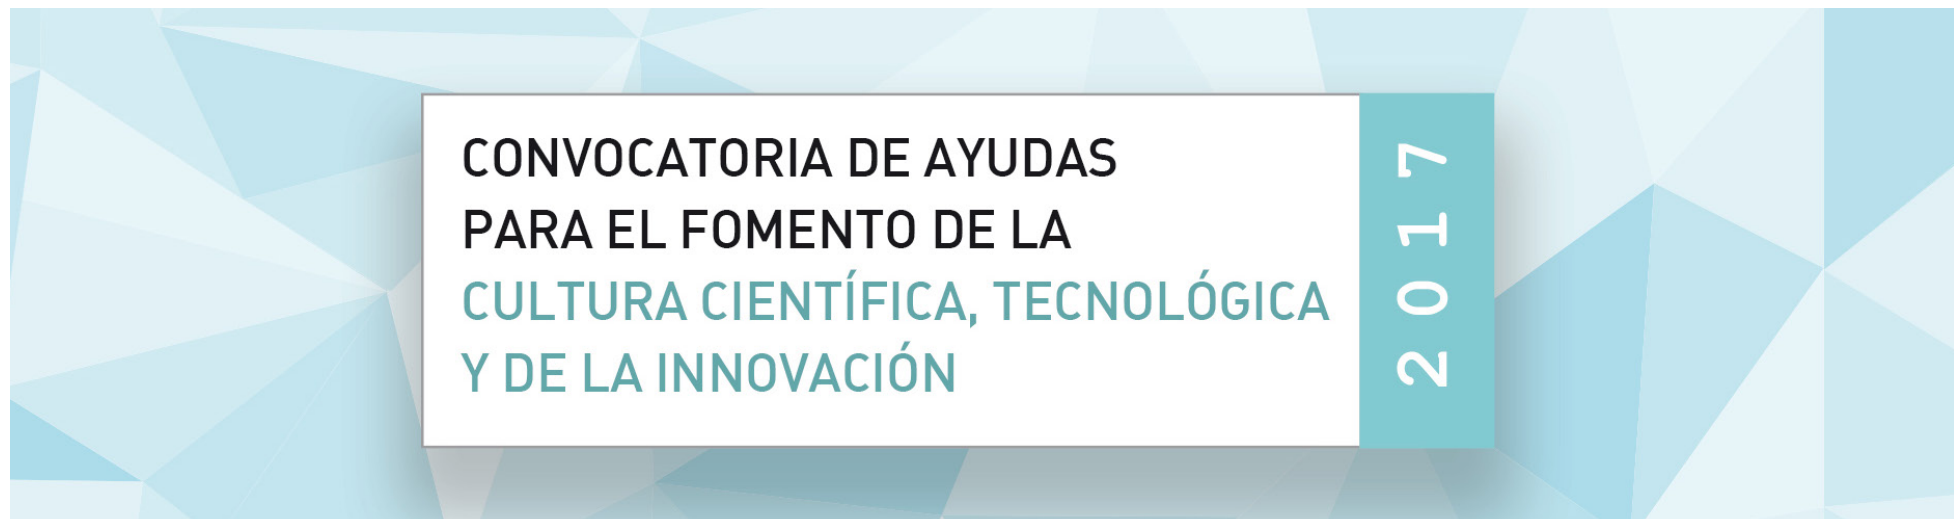 CONVOCATORIA DE AYUDAS
PARA EL FOMENTO DE LA
CULTURA CIENTÍFICA, TECNOLÓGICA
Y DE LA INNOVACIÓN
2017